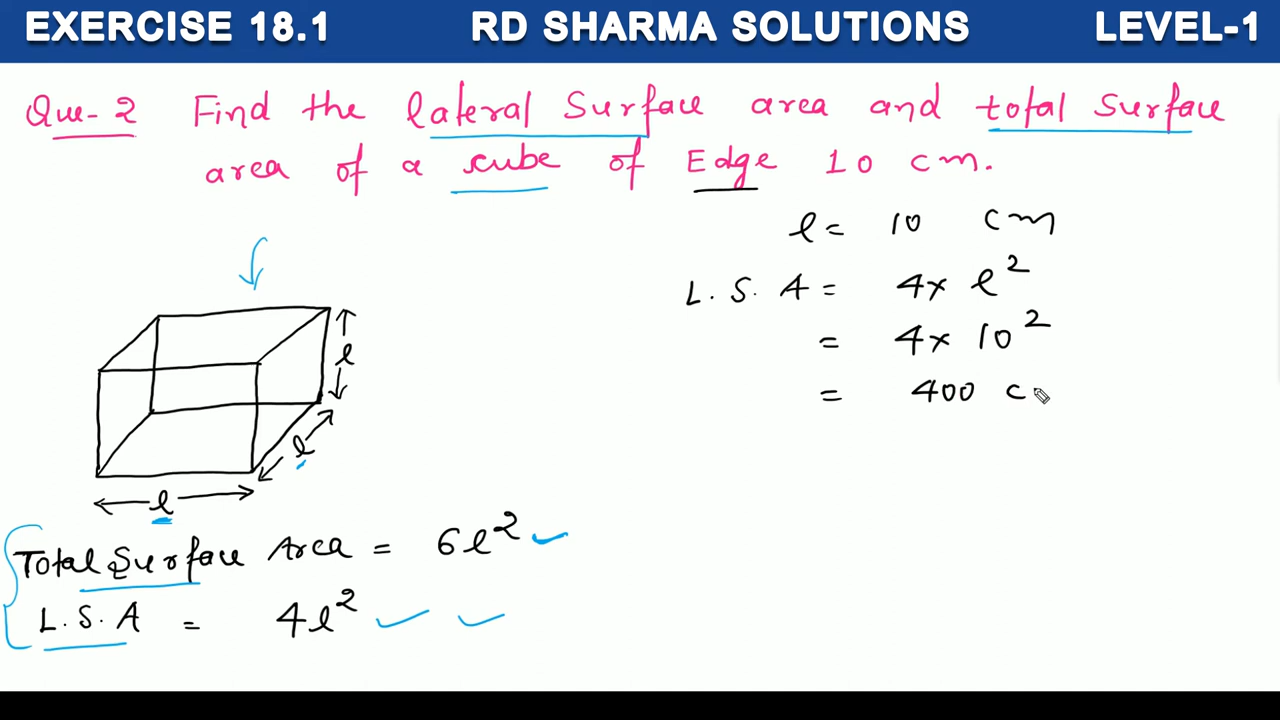 EXERCISE 18.1 RD SHARMA SOLUTIONS LEVEL-1
Que-2 Find the lateral Surface area and total Surface
area of a cube of Edge 10 cm.
l = 10 cm
L. S. A = 4 × l²
= 4 × 10²
= 400 c
l
l
l
Total Surface Area = 6l²
L. S. A = 4l²